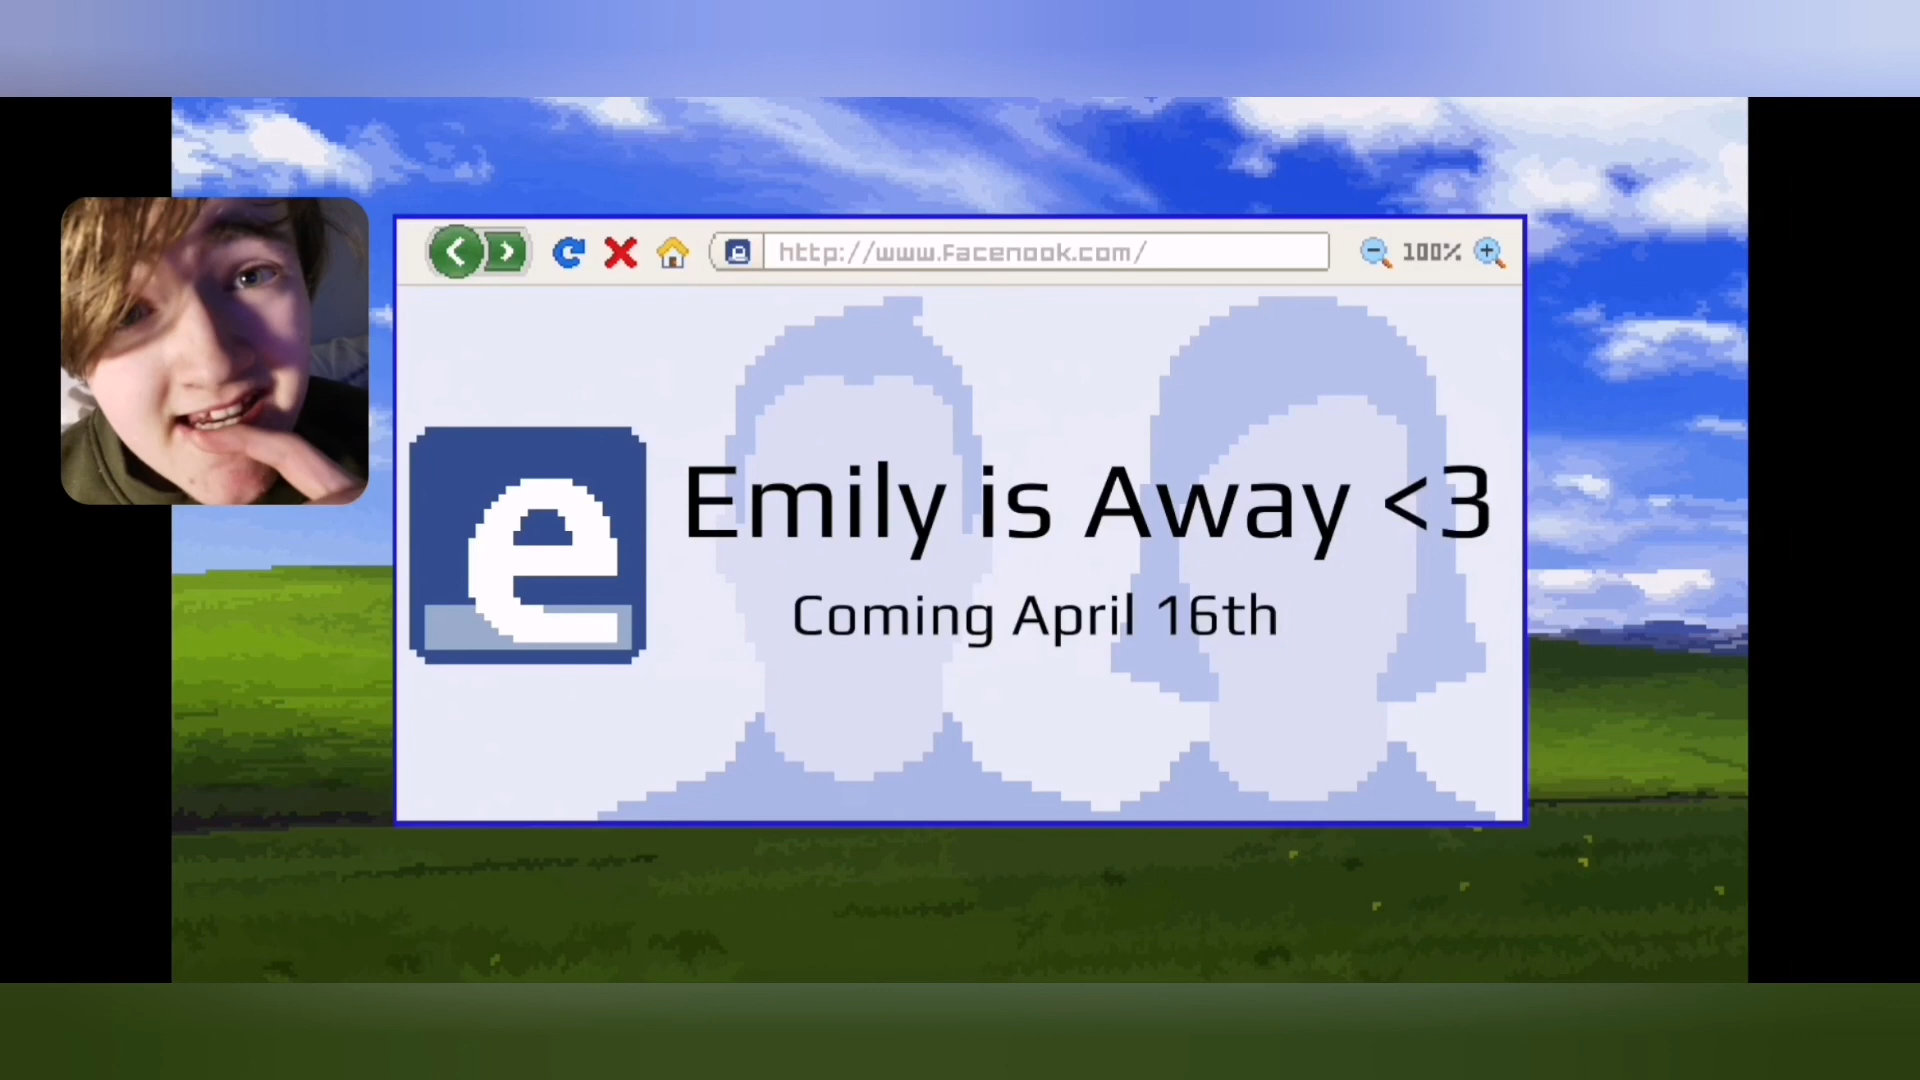 http://www.facenook.com/
100%
e
Emily is Away <3
Coming April 16th